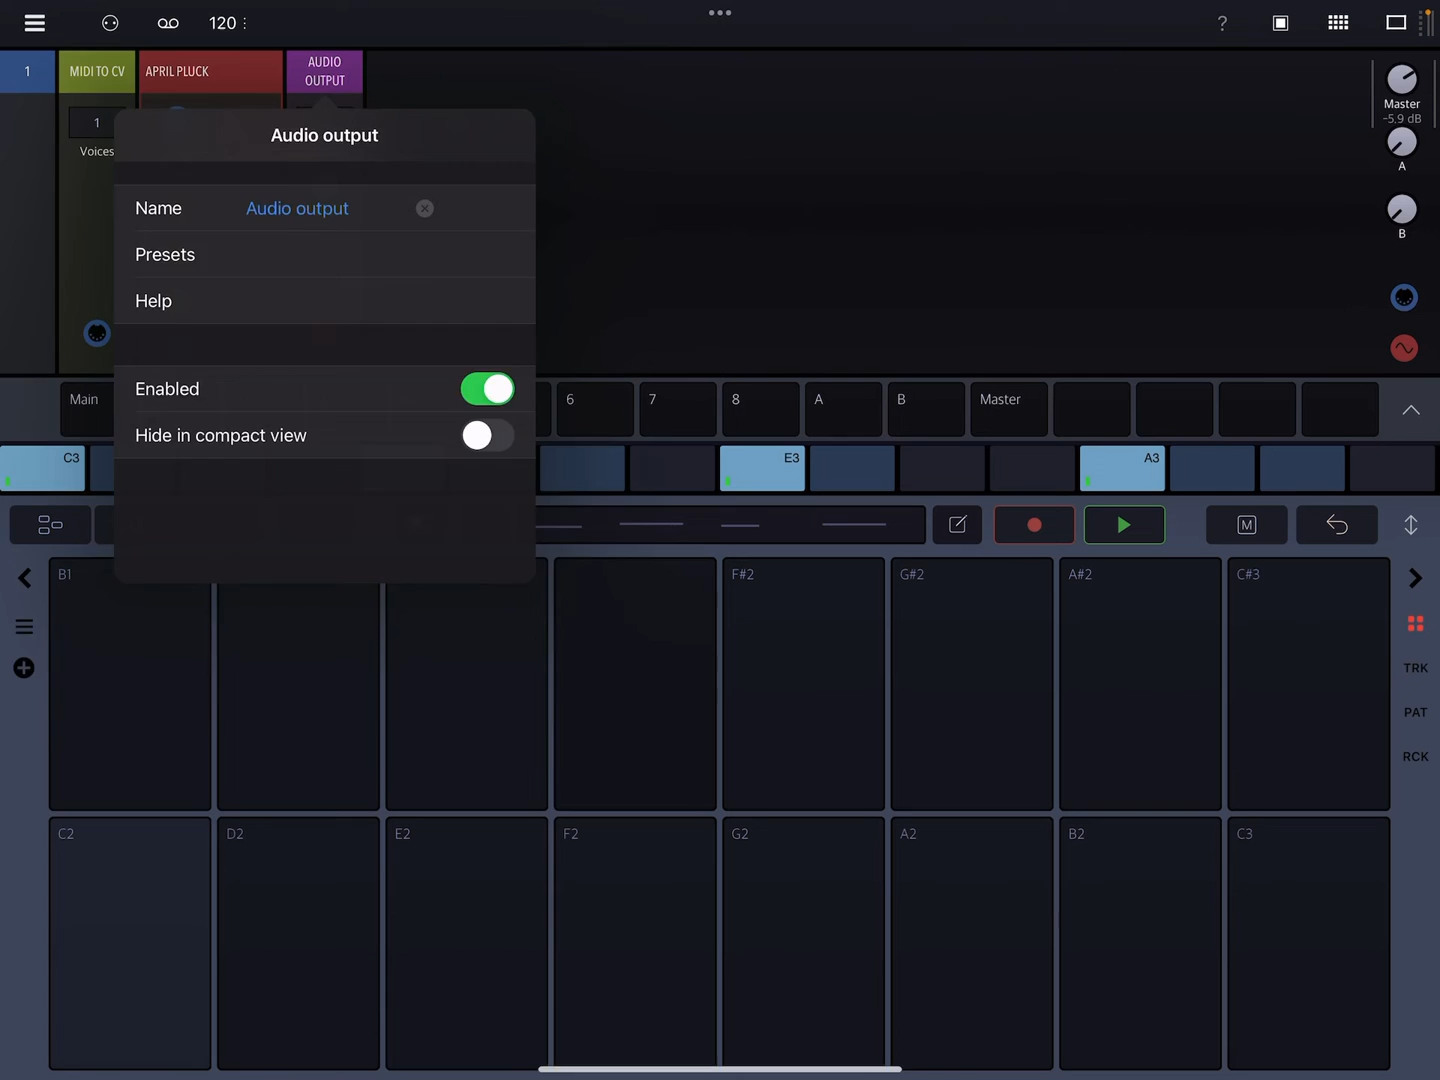 120
?
1
MIDI TO CV
APRIL PLUCK
AUDIO
OUTPUT
1
Voices
Audio output
Name
Audio output
Presets
Help
Enabled
Hide in compact view
Master
-5.9 dB
A
B
Main
6
7
8
A
B
Master
C3
E3
A3
M
B1
F#2
G#2
A#2
C#3
TRK
PAT
RCK
C2
D2
E2
F2
G2
A2
B2
C3